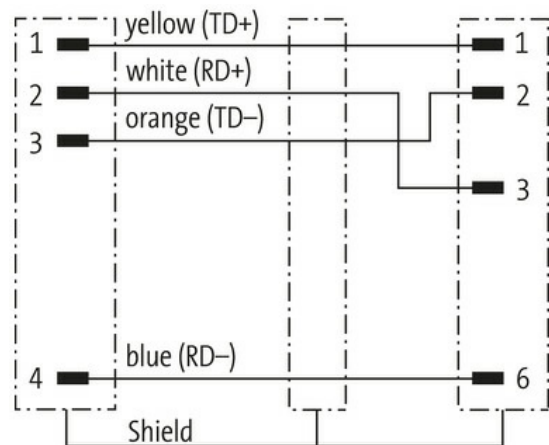 1 yellow (TD+) 1
2 white (RD+) 2
3 orange (TD–)
3
4 blue (RD–) 6
Shield